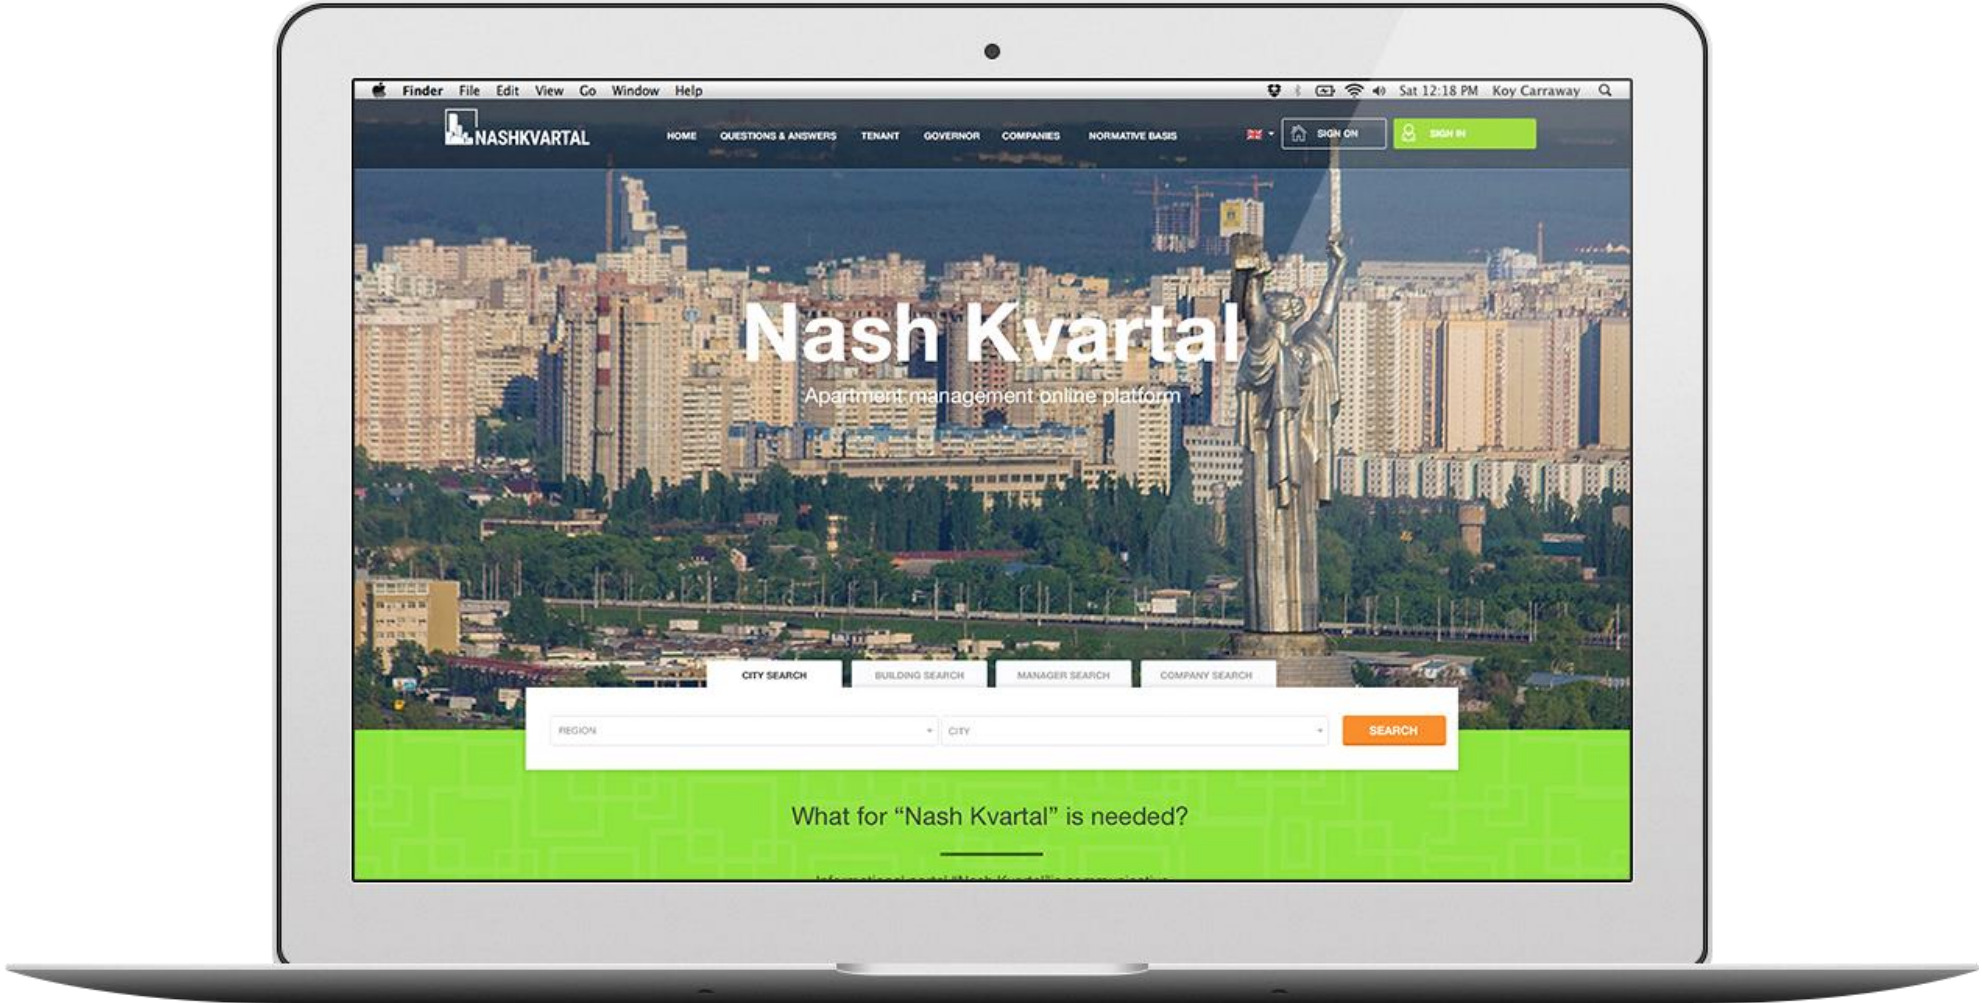 Finder File Edit View Go Window Help Sat 12:18 PM Koy Carraway
NASHKVARTAL HOME QUESTIONS & ANSWERS TENANT GOVERNOR COMPANIES NORMATIVE BASIS SIGN ON SIGN IN
Nash Kvartal
Apartment management online platform
CITY SEARCH BUILDING SEARCH MANAGER SEARCH COMPANY SEARCH
REGION CITY SEARCH
What for “Nash Kvartal” is needed?